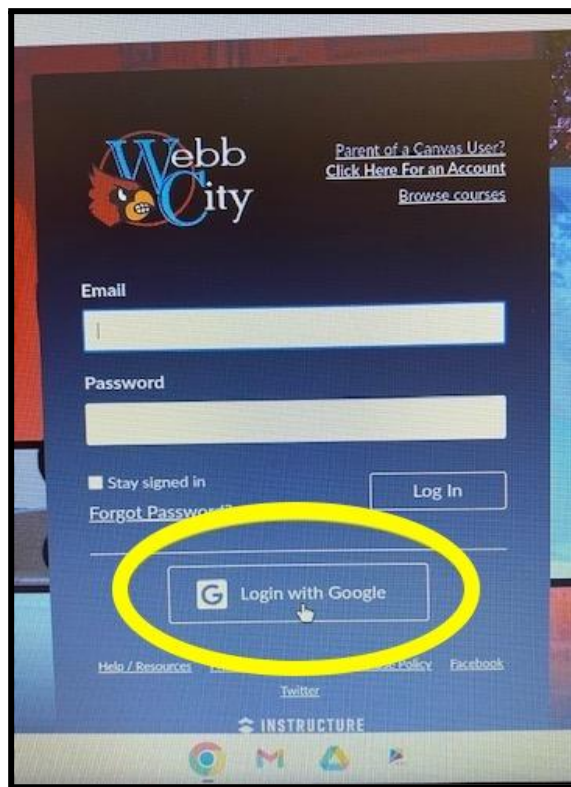 Webb
City
Parent of a Canvas User?
Click Here For an Account
Browse courses
Email
Password
Stay signed in
Log In
Forgot Password?
G Login with Google
Help / Resources Policy Facebook
Twitter
INSTRUCTURE